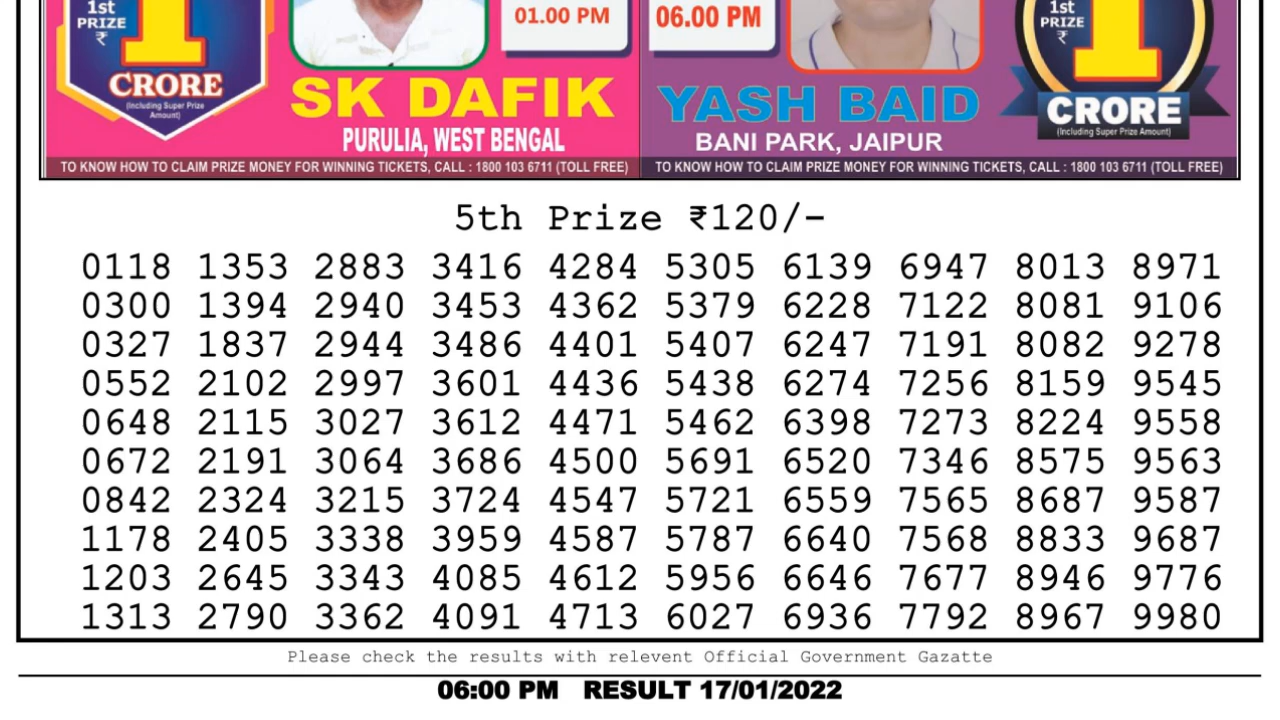 1st
PRIZE
₹
1
CRORE
(Including Super Prize
Amount)
01.00 PM
SK DAFIK
PURULIA, WEST BENGAL
TO KNOW HOW TO CLAIM PRIZE MONEY FOR WINNING TICKETS, CALL : 1800 103 6711 (TOLL FREE)
06.00 PM
YASH BAID
BANI PARK, JAIPUR
1st
PRIZE
₹
1
CRORE
(Including Super Prize Amount)
TO KNOW HOW TO CLAIM PRIZE MONEY FOR WINNING TICKETS, CALL : 1800 103 6711 (TOLL FREE)
5th Prize ₹120/-
0118 1353 2883 3416 4284 5305 6139 6947 8013 8971
0300 1394 2940 3453 4362 5379 6228 7122 8081 9106
0327 1837 2944 3486 4401 5407 6247 7191 8082 9278
0552 2102 2997 3601 4436 5438 6274 7256 8159 9545
0648 2115 3027 3612 4471 5462 6398 7273 8224 9558
0672 2191 3064 3686 4500 5691 6520 7346 8575 9563
0842 2324 3215 3724 4547 5721 6559 7565 8687 9587
1178 2405 3338 3959 4587 5787 6640 7568 8833 9687
1203 2645 3343 4085 4612 5956 6646 7677 8946 9776
1313 2790 3362 4091 4713 6027 6936 7792 8967 9980
Please check the results with relevent Official Government Gazatte
06:00 PM RESULT 17/01/2022